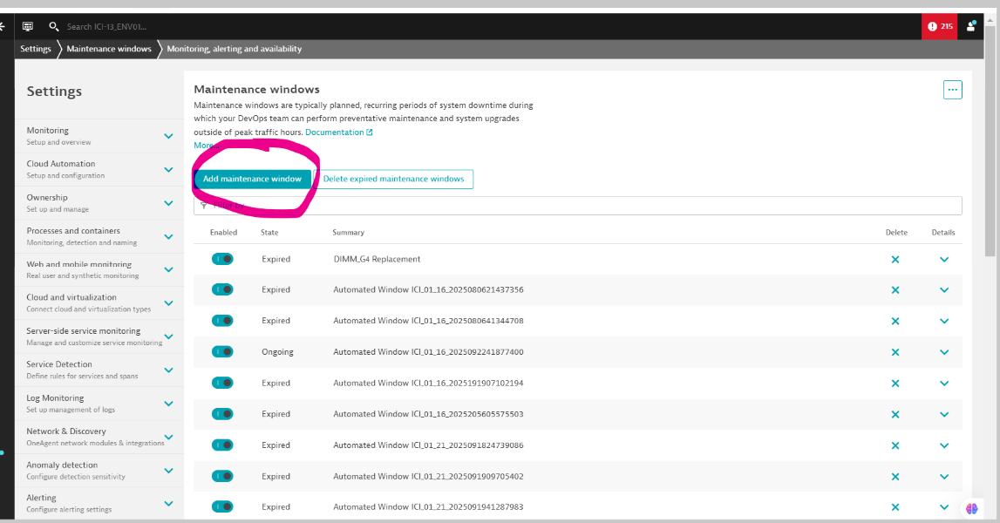 Search ICI-13_ENV01...
215
Settings
Maintenance windows
Monitoring, alerting and availability
Settings
Monitoring
Setup and overview
Cloud Automation
Setup and configuration
Ownership
Set up and manage
Processes and containers
Monitoring, detection and naming
Web and mobile monitoring
Real user and synthetic monitoring
Cloud and virtualization
Connect cloud and virtualization types
Server-side service monitoring
Manage and customize service monitoring
Service Detection
Define rules for services and spans
Log Monitoring
Set up management of logs
Network & Discovery
OneAgent network modules & integrations
Anomaly detection
Configure detection sensitivity
Alerting
Configure alerting settings
Maintenance windows
Maintenance windows are typically planned, recurring periods of system downtime during
which your DevOps team can perform preventative maintenance and system upgrades
outside of peak traffic hours. Documentation
More...
Add maintenance window
Delete expired maintenance windows
Filter by
Enabled State Summary Delete Details
Expired DIMM_G4 Replacement
Expired Automated Window ICI_01_16_2025080621437356
Expired Automated Window ICI_01_16_2025080641344708
Ongoing Automated Window ICI_01_16_2025092241877400
Expired Automated Window ICI_01_16_2025191907102194
Expired Automated Window ICI_01_16_2025205605575503
Expired Automated Window ICI_01_21_2025091824739086
Expired Automated Window ICI_01_21_2025091909705402
Expired Automated Window ICI_01_21_2025091941287983